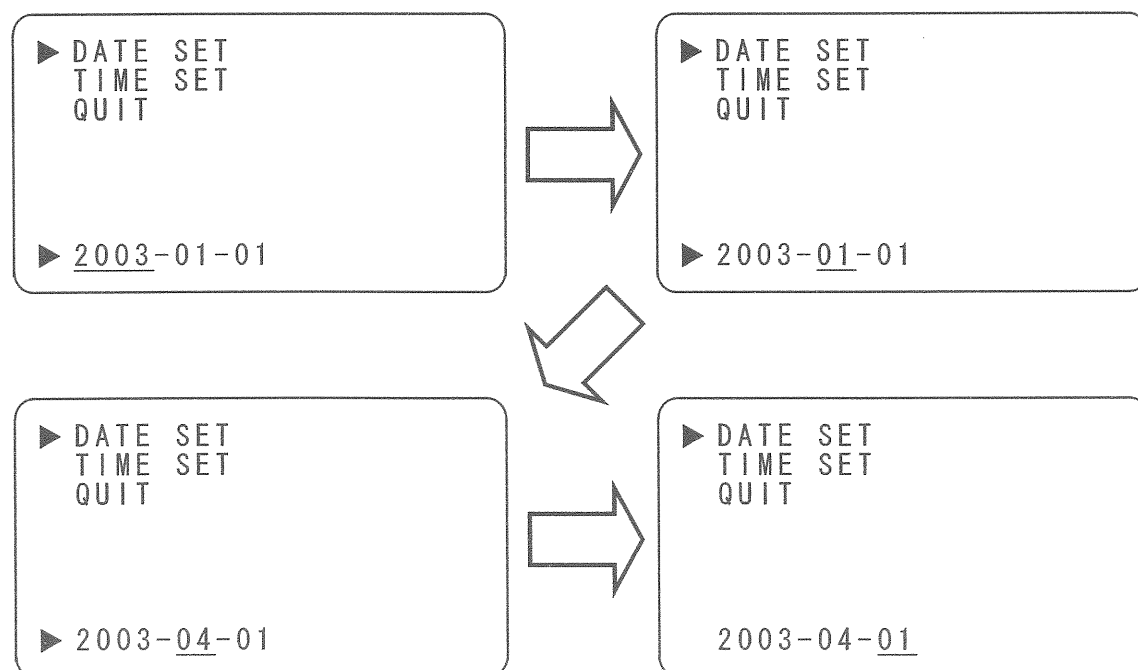 ▶ DATE SET
TIME SET
QUIT
▶ 2003-01-01
▶ DATE SET
TIME SET
QUIT
▶ 2003-01-01
▶ DATE SET
TIME SET
QUIT
▶ 2003-04-01
▶ DATE SET
TIME SET
QUIT
2003-04-01